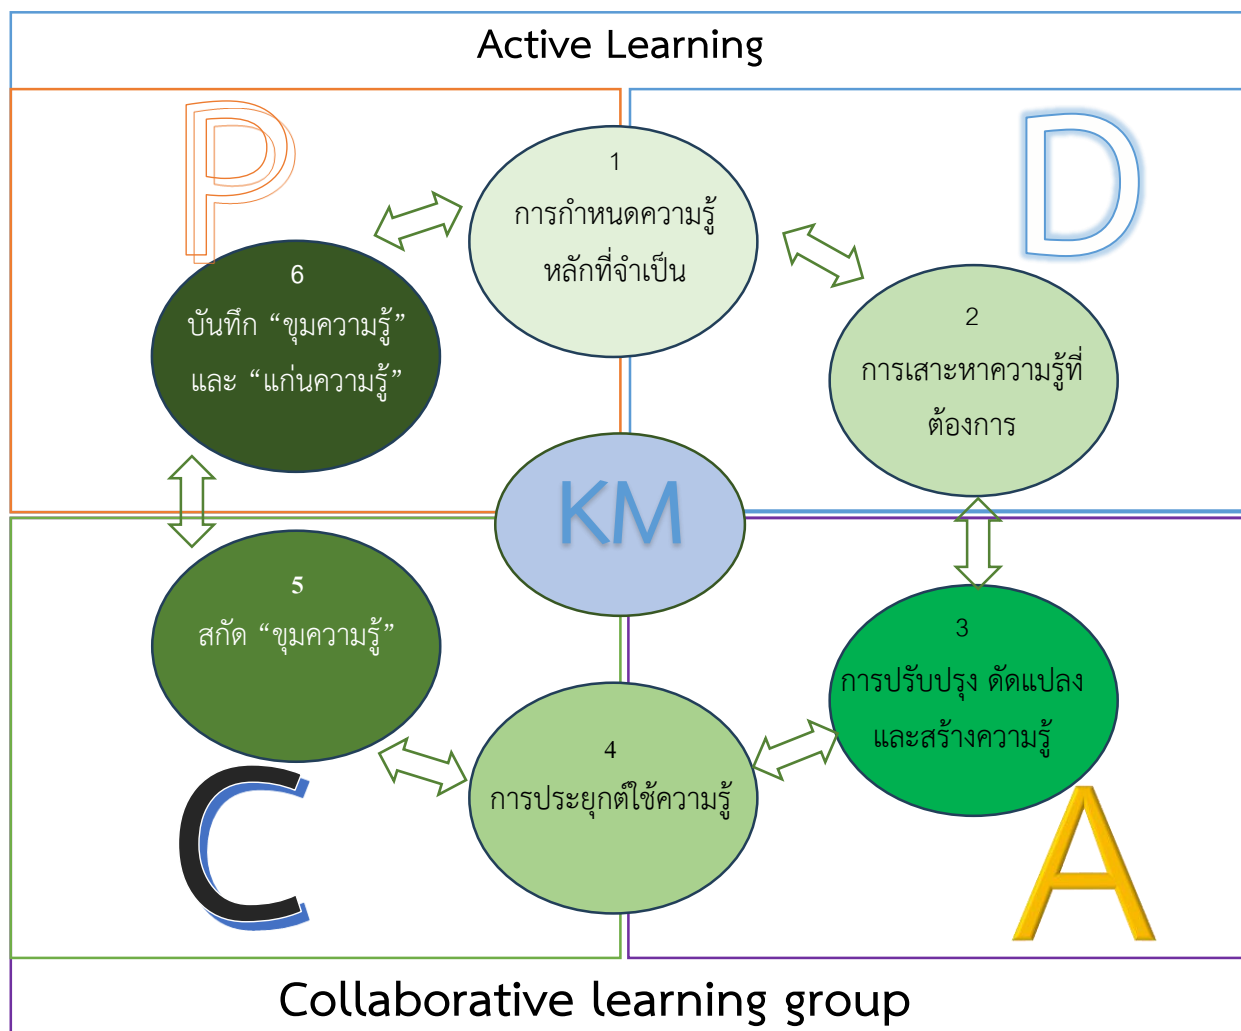 Active Learning
P
D
1
การกำหนดความรู้
หลักที่จำเป็น
6
บันทึก “ขุมความรู้”
และ “แก่นความรู้”
2
การเสาะหาความรู้ที่
ต้องการ
KM
5
สกัด “ขุมความรู้”
3
การปรับปรุง ดัดแปลง
และสร้างความรู้
4
การประยุกต์ใช้ความรู้
C
A
Collaborative learning group